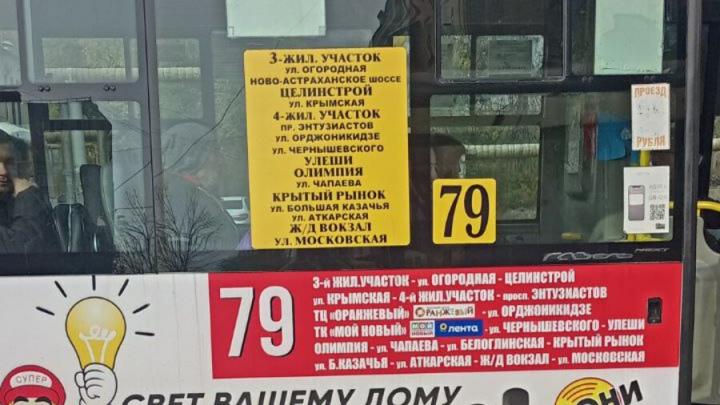 3-ЖИЛ. УЧАСТОК
УЛ. ОГОРОДНАЯ
НОВО-АСТРАХАНСКОЕ ШОССЕ
ЦЕЛИНСТРОЙ
УЛ. КРЫМСКАЯ
4-ЖИЛ. УЧАСТОК
ПР. ЭНТУЗИАСТОВ
УЛ. ОРДЖОНИКИДЗЕ
УЛ. ЧЕРНЫШЕВСКОГО
УЛЕШИ
ОЛИМПИЯ
УЛ. ЧАПАЕВА
КРЫТЫЙ РЫНОК
УЛ. БОЛЬШАЯ КАЗАЧЬЯ
УЛ. АТКАРСКАЯ
Ж/Д ВОКЗАЛ
УЛ. МОСКОВСКАЯ
79
ПРОЕЗД
РУБЛЯ
79
3-й ЖИЛ.УЧАСТОК - ул. ОГОРОДНАЯ - ЦЕЛИНСТРОЙ
ул. КРЫМСКАЯ - 4-й ЖИЛ.УЧАСТОК - просп. ЭНТУЗИАСТОВ
ТЦ «ОРАНЖЕВЫЙ» ОРАНЖЕВЫЙ - ул. ОРДЖОНИКИДЗЕ
ТК «МОЙ НОВЫЙ» МОЙ НОВЫЙ лента - ул. ЧЕРНЫШЕВСКОГО - УЛЕШИ
ОЛИМПИЯ - ул. ЧАПАЕВА - ул. БЕЛОГЛИНСКАЯ - КРЫТЫЙ РЫНОК
ул. Б.КАЗАЧЬЯ - ул. АТКАРСКАЯ - Ж/Д ВОКЗАЛ - ул. МОСКОВСКАЯ
СУПЕР
СВЕТ ВАШЕМУ ДОМУ